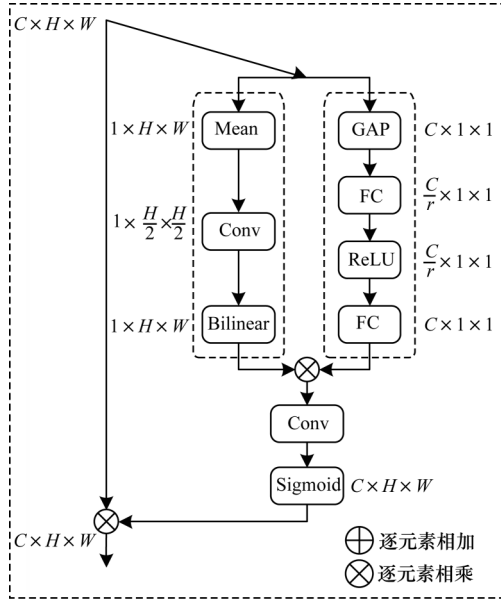 C×H×W
1×H×W
Mean
GAP
C×1×1
FC
C/r×1×1
1×H/2×H/2
Conv
ReLU
C/r×1×1
1×H×W
Bilinear
FC
C×1×1
Conv
Sigmoid
C×H×W
C×H×W
逐元素相加
逐元素相乘